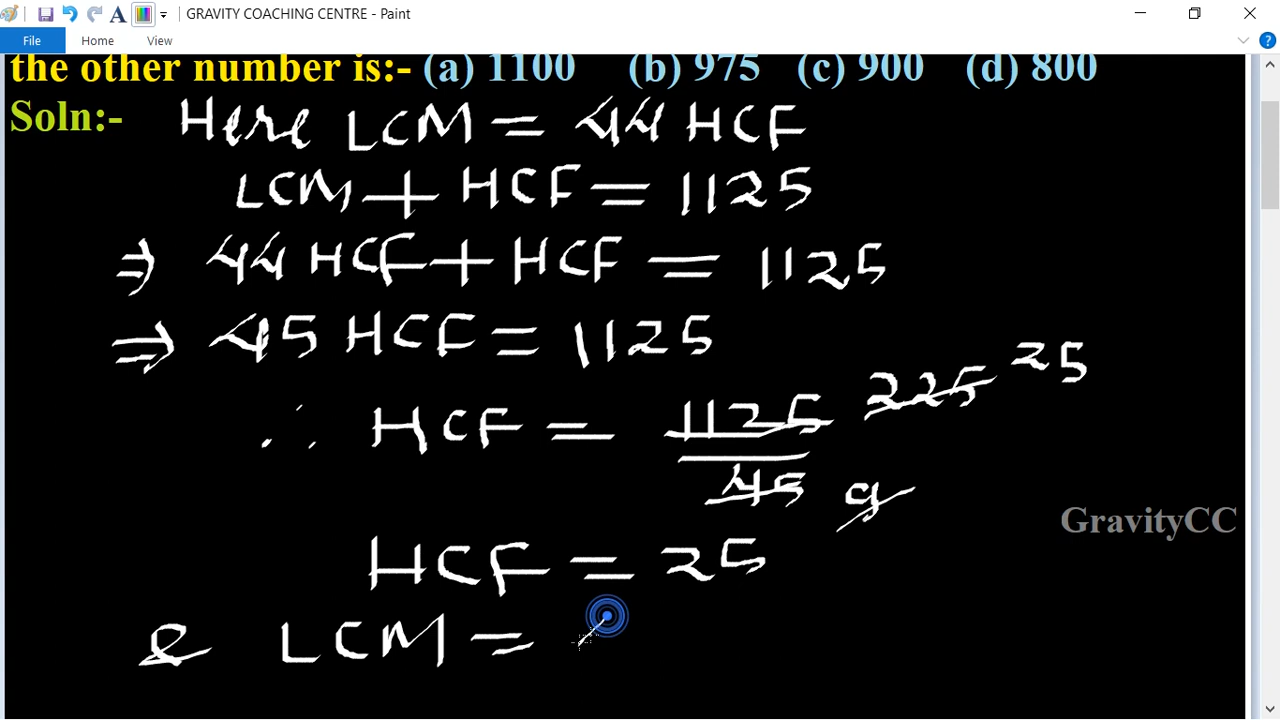 GRAVITY COACHING CENTRE - Paint
File Home View
the other number is:- (a) 1100 (b) 975 (c) 900 (d) 800
Soln:- Here LCM = 44 HCF
LCM + HCF = 1125
⇒ 44 HCF + HCF = 1125
⇒ 45 HCF = 1125
∴ HCF = 1125 225 25
45 9
GravityCC
HCF = 25
& LCM =